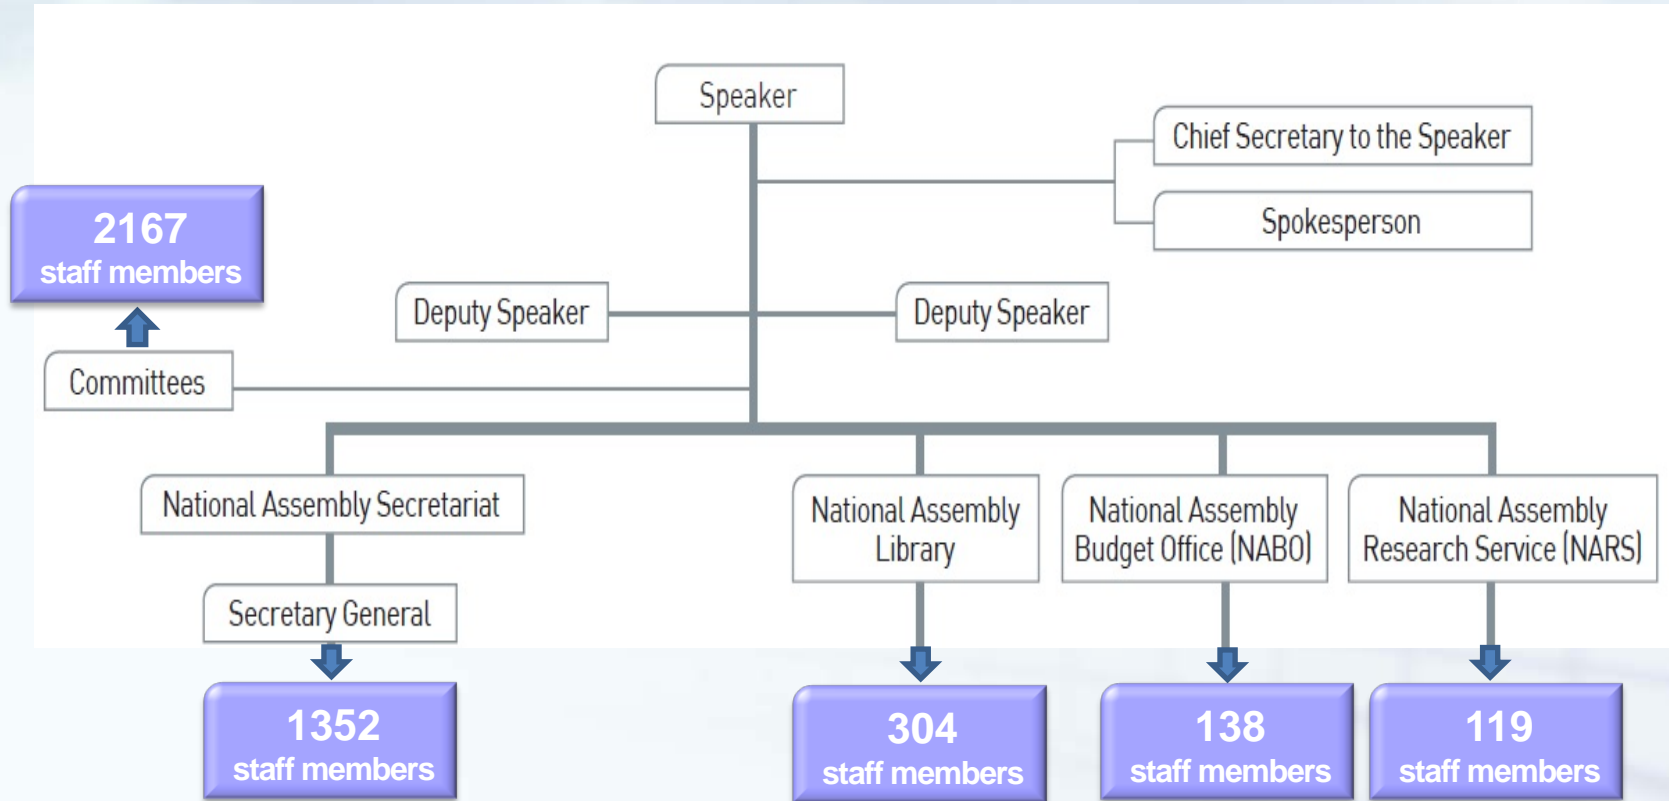 Speaker
Chief Secretary to the Speaker
Spokesperson
2167
staff members
Deputy Speaker
Deputy Speaker
Committees
National Assembly Secretariat
National Assembly
Library
National Assembly
Budget Office (NABO)
National Assembly
Research Service (NARS)
Secretary General
1352
staff members
304
staff members
138
staff members
119
staff members